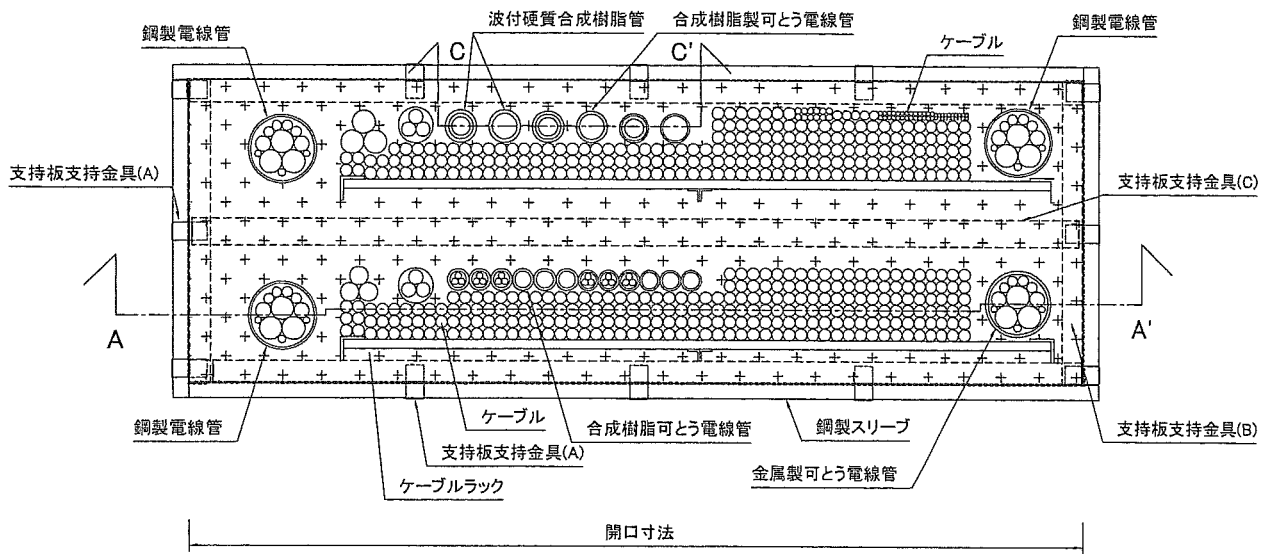 波付硬質合成樹脂管
合成樹脂製可とう電線管
鋼製電線管
鋼製電線管
ケーブル
C
C'
支持板支持金具(A)
支持板支持金具(C)
A
A'
鋼製電線管
ケーブル
合成樹脂可とう電線管
鋼製スリーブ
支持板支持金具(B)
支持板支持金具(A)
金属製可とう電線管
ケーブルラック
開口寸法